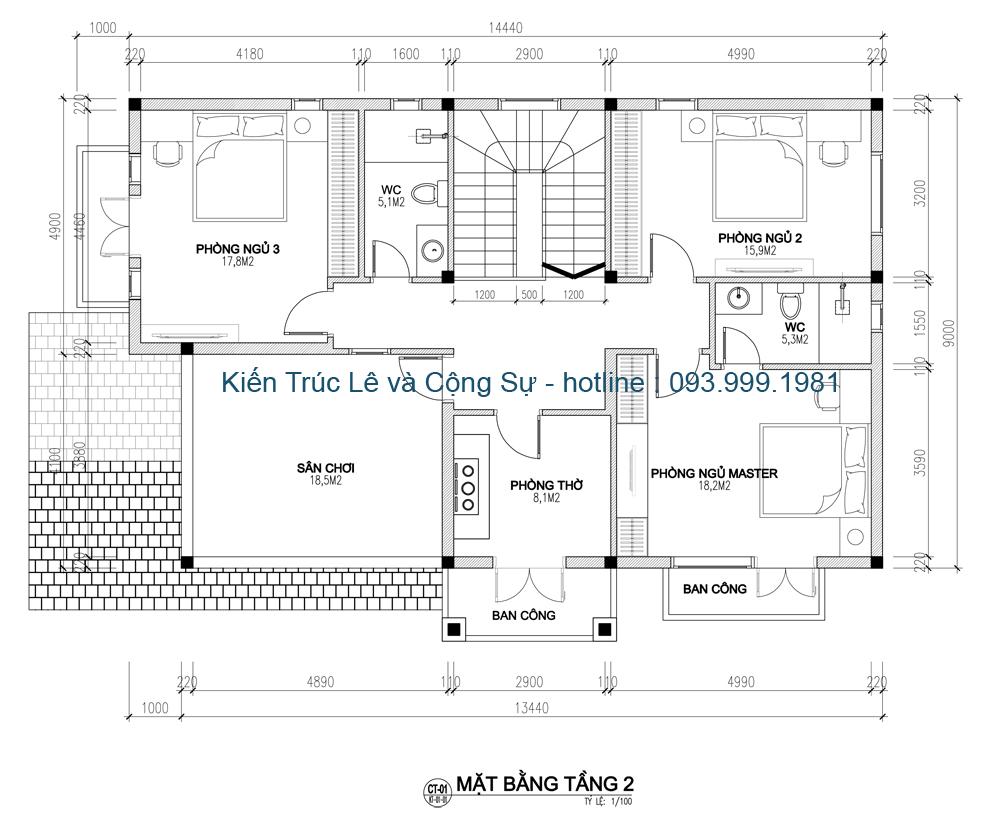 1000 14440
220 4180 110 1600 110 2900 110 4990 220
220 220
4900 4460 3200 9000
WC
5,1M2
PHÒNG NGỦ 3
17,8M2
PHÒNG NGỦ 2
15,9M2
110 1200 500 1200
1550
WC
5,3M2
220 110
Kiến Trúc Lê và Cộng Sự - hotline : 093.999.1981
4100 3880 3590
SÂN CHƠI
18,5M2
PHÒNG THỜ
8,1M2
PHÒNG NGỦ MASTER
18,2M2
220 220
BAN CÔNG
BAN CÔNG
220 4890 110 2900 110 4990 220
1000 13440
CT-01
KT-01-01
MẶT BẰNG TẦNG 2
TỶ LỆ: 1/100